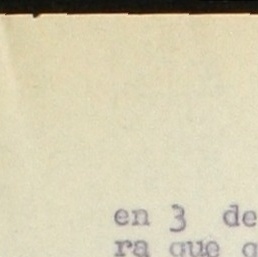 en 3 de
ra que